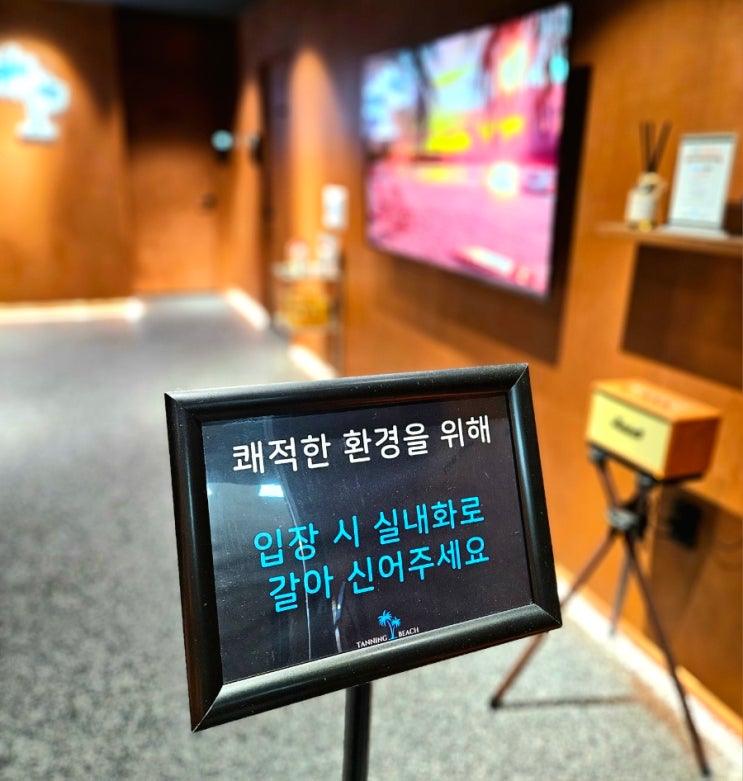 쾌적한 환경을 위해
입장 시 실내화로
갈아 신어주세요
TANNING BEACH